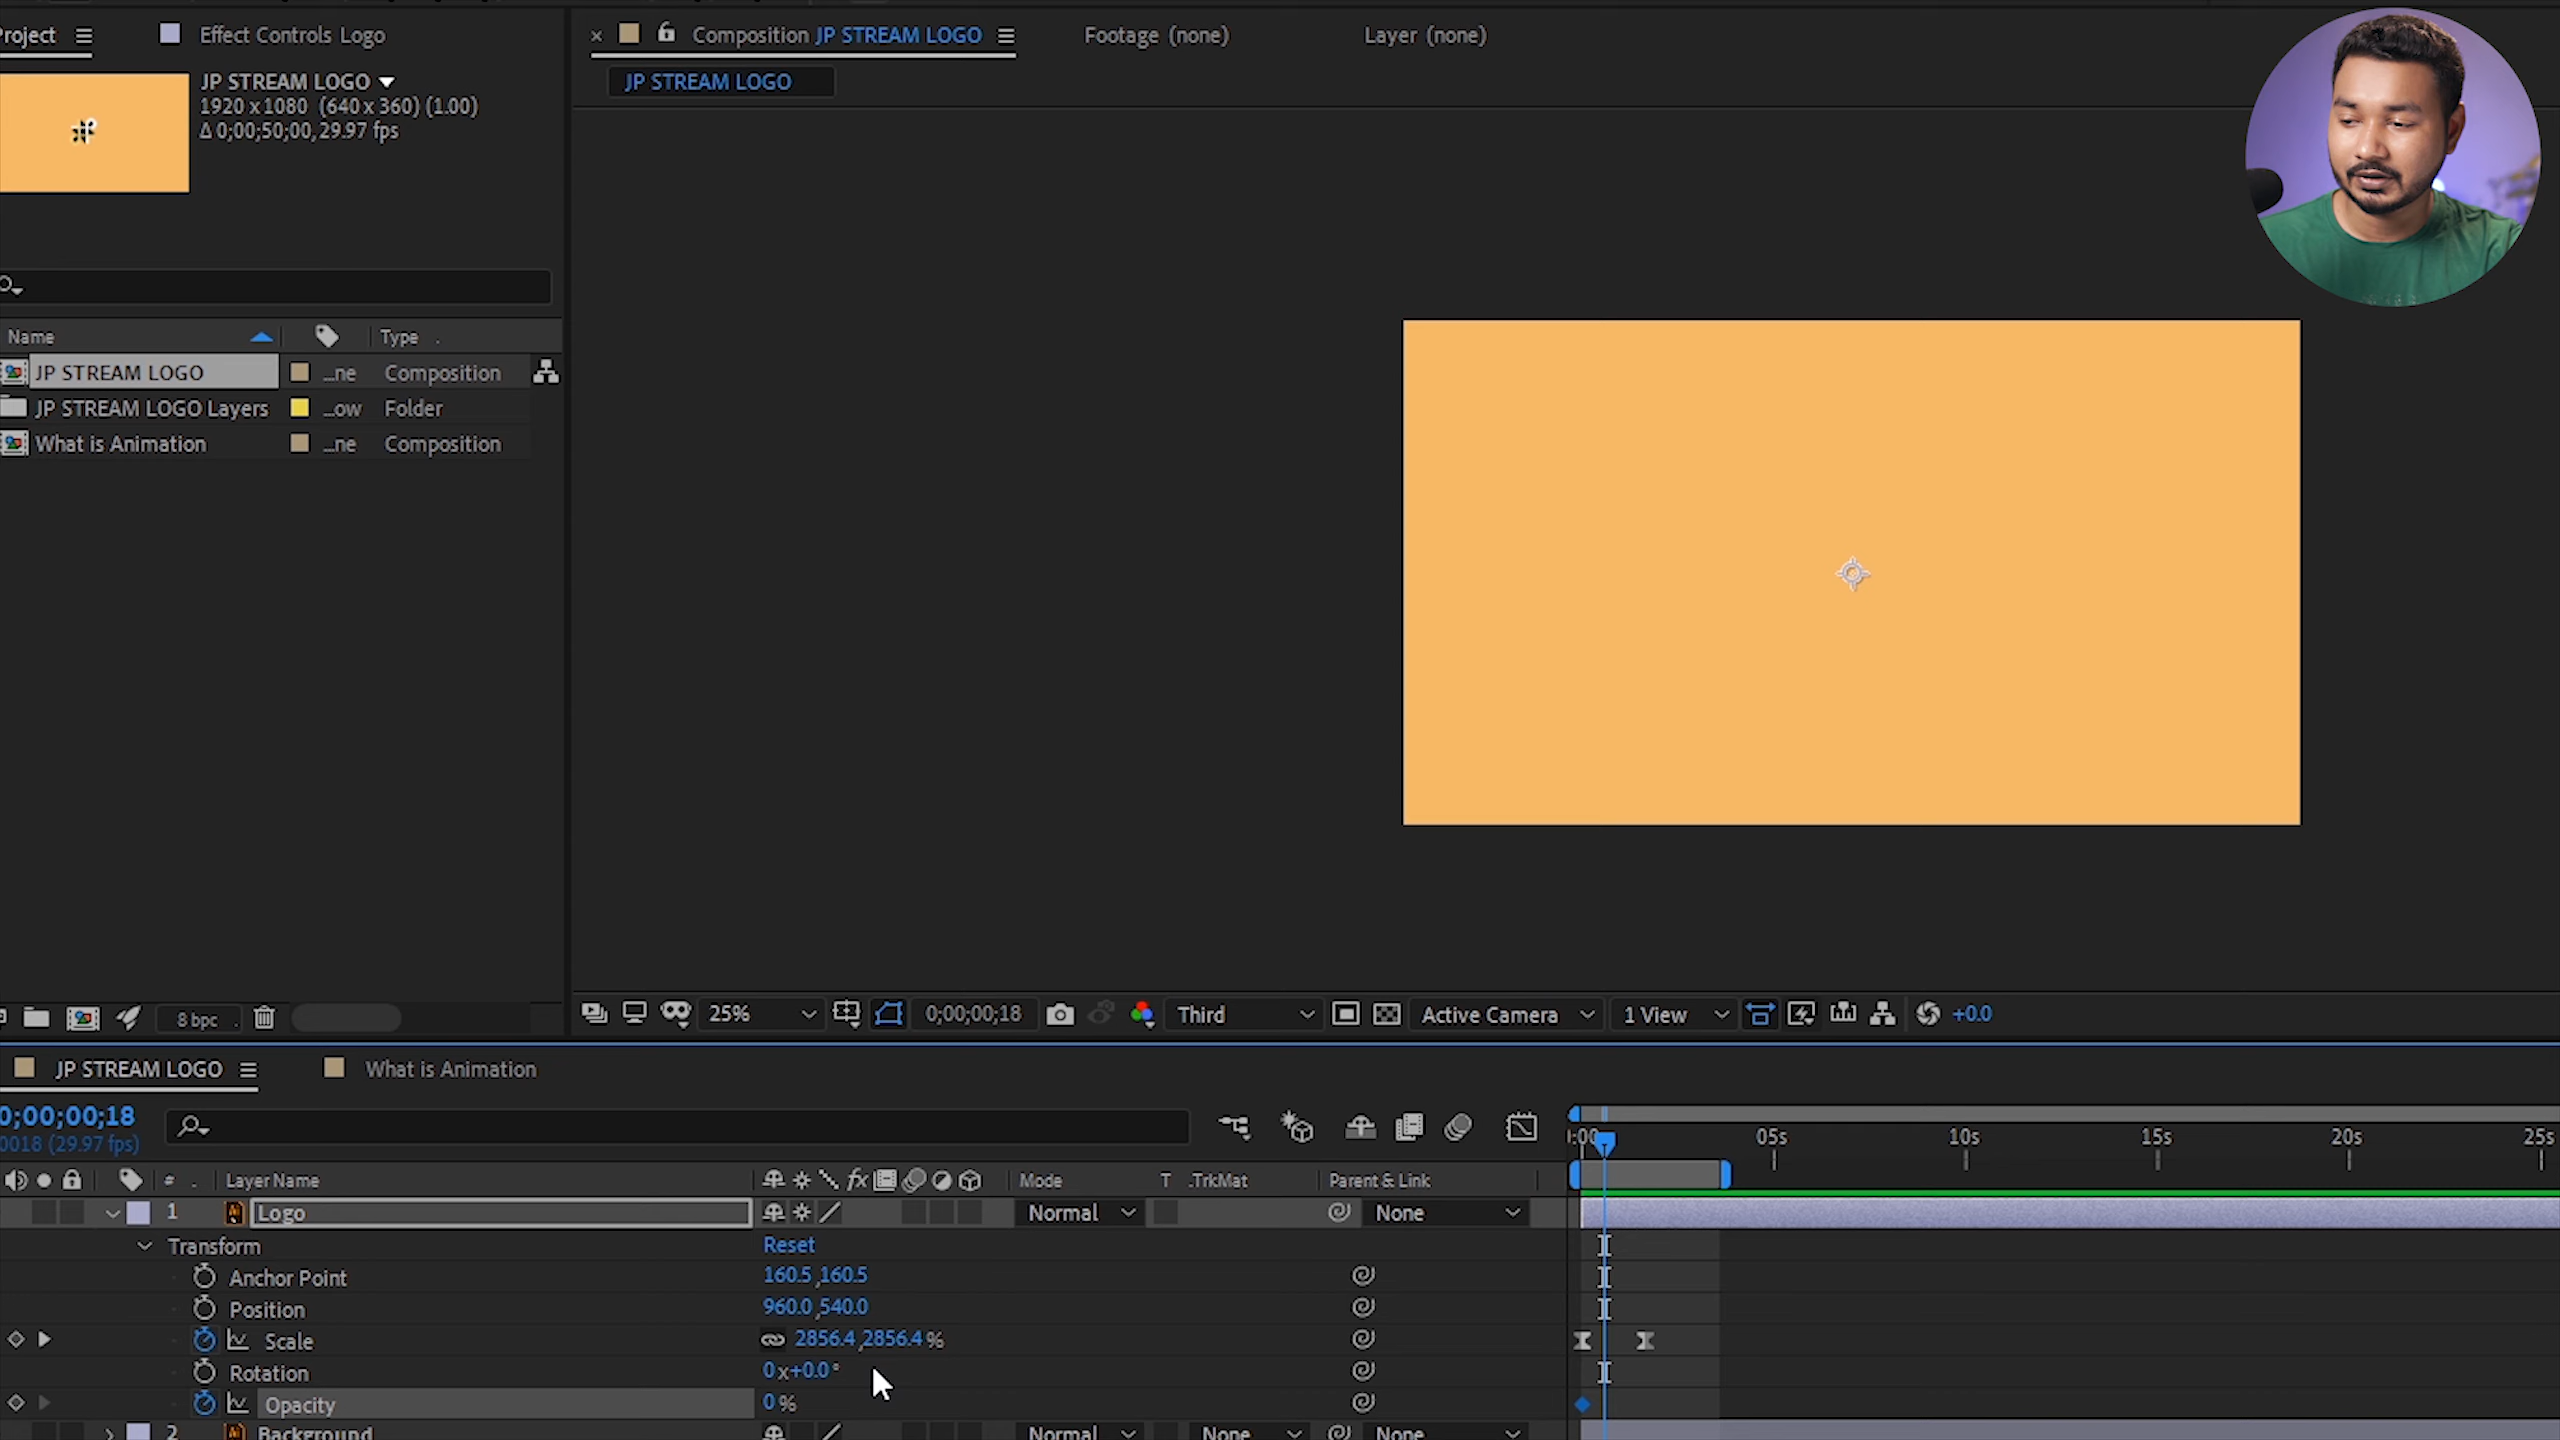 Project
Effect Controls Logo
Composition JP STREAM LOGO
Footage (none)
Layer (none)
JP STREAM LOGO
1920 x 1080 (640 x 360) (1.00)
Δ 0;00;50;00, 29.97 fps
JP STREAM LOGO
Name
Type
JP STREAM LOGO
...ne
Composition
JP STREAM LOGO Layers
...ow
Folder
What is Animation
...ne
Composition
8 bpc
25%
0;00;00;18
Third
Active Camera
1 View
+0.0
JP STREAM LOGO
What is Animation
0;00;00;18
0018 (29.97 fps)
05s
10s
15s
20s
25s
#
Layer Name
fx
Mode
T
.TrkMat
Parent & Link
1
Logo
Normal
None
Transform
Reset
Anchor Point
160.5 ,160.5
Position
960.0 ,540.0
Scale
2856.4 ,2856.4 %
Rotation
0 x+0.0 °
Opacity
0 %
2
Background
Normal
None
None